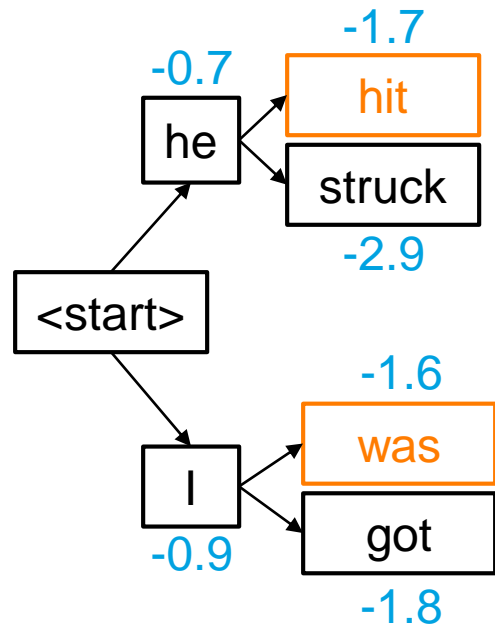 -1.7
-0.7
hit
he
struck
-2.9
<start>
-1.6
was
I
got
-0.9
-1.8